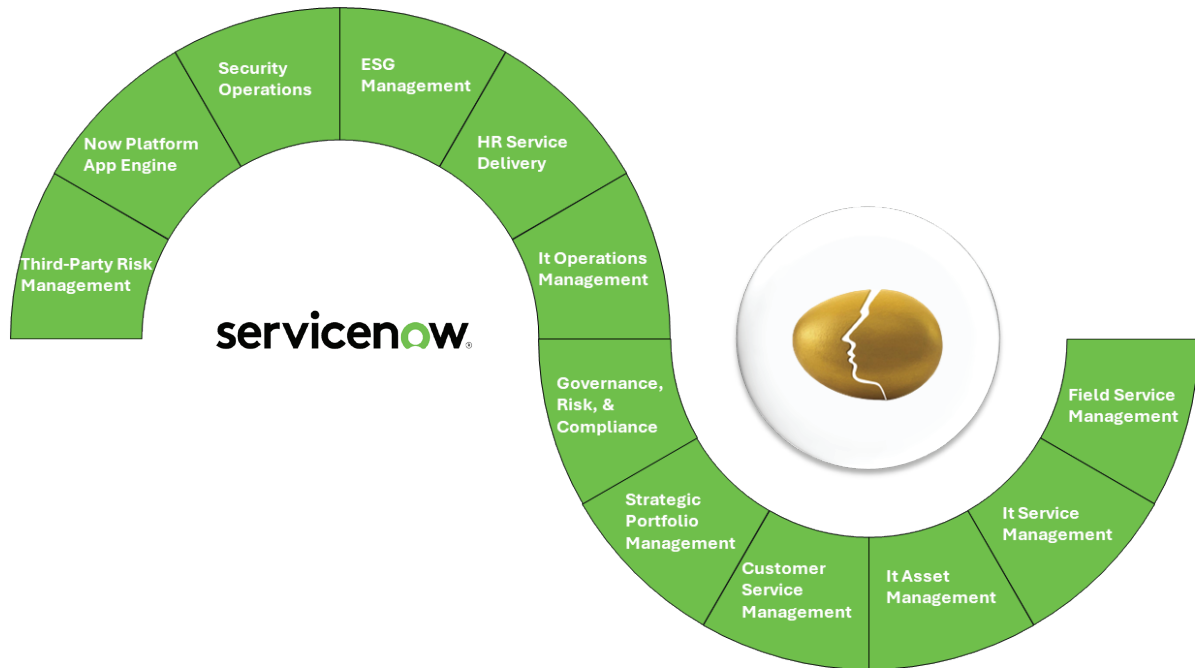 Third-Party Risk
Management
Now Platform
App Engine
Security
Operations
ESG
Management
HR Service
Delivery
It Operations
Management
servicenow®
Governance,
Risk, &
Compliance
Strategic
Portfolio
Management
Customer
Service
Management
It Asset
Management
It Service
Management
Field Service
Management